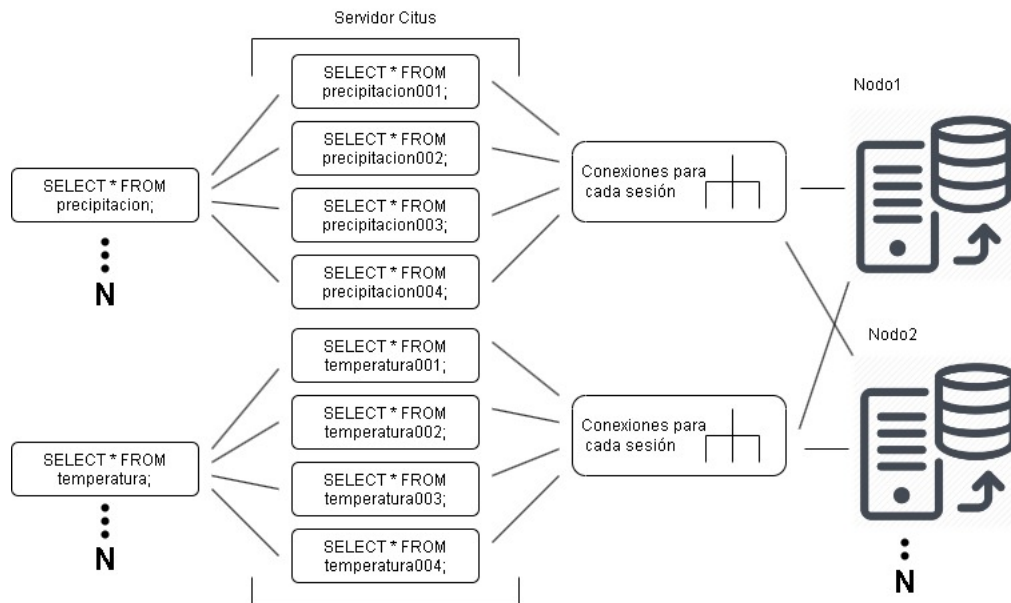 Servidor Citus
SELECT * FROM
precipitacion001;
SELECT * FROM
precipitacion002;
SELECT * FROM
precipitacion003;
SELECT * FROM
precipitacion004;
SELECT * FROM
precipitacion;
N
Conexiones para
cada sesión
Nodo1
SELECT * FROM
temperatura001;
SELECT * FROM
temperatura002;
SELECT * FROM
temperatura003;
SELECT * FROM
temperatura004;
SELECT * FROM
temperatura;
N
Conexiones para
cada sesión
Nodo2
N